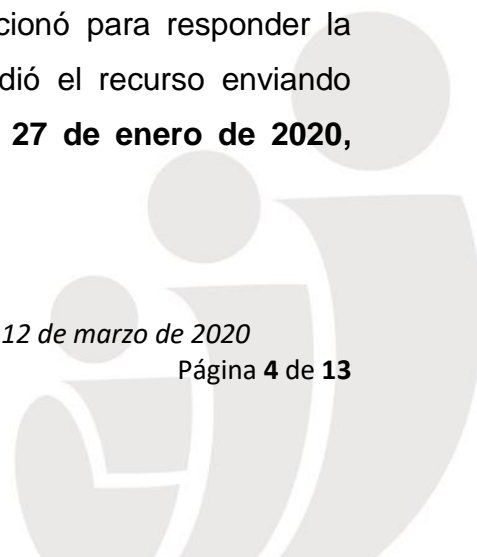 cionó para responder la
dió el recurso enviando
27 de enero de 2020,
12 de marzo de 2020
Página 4 de 13